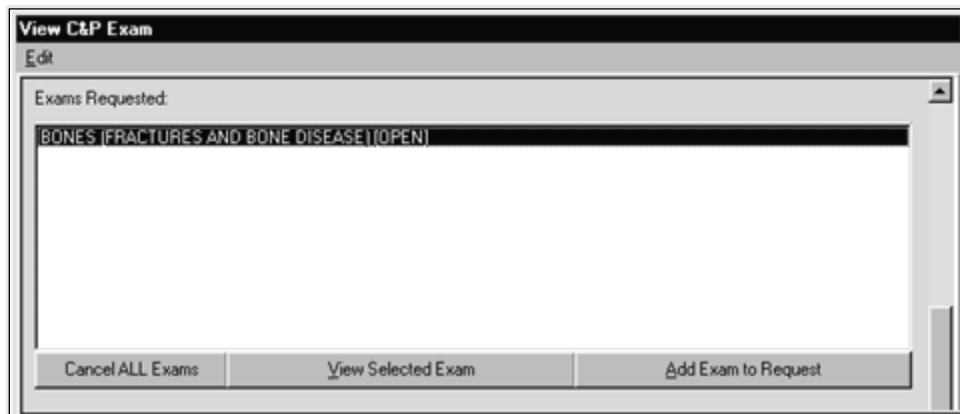 View C&P Exam
Edit
Exams Requested:
BONES (FRACTURES AND BONE DISEASE) (OPEN)
Cancel ALL Exams View Selected Exam Add Exam to Request